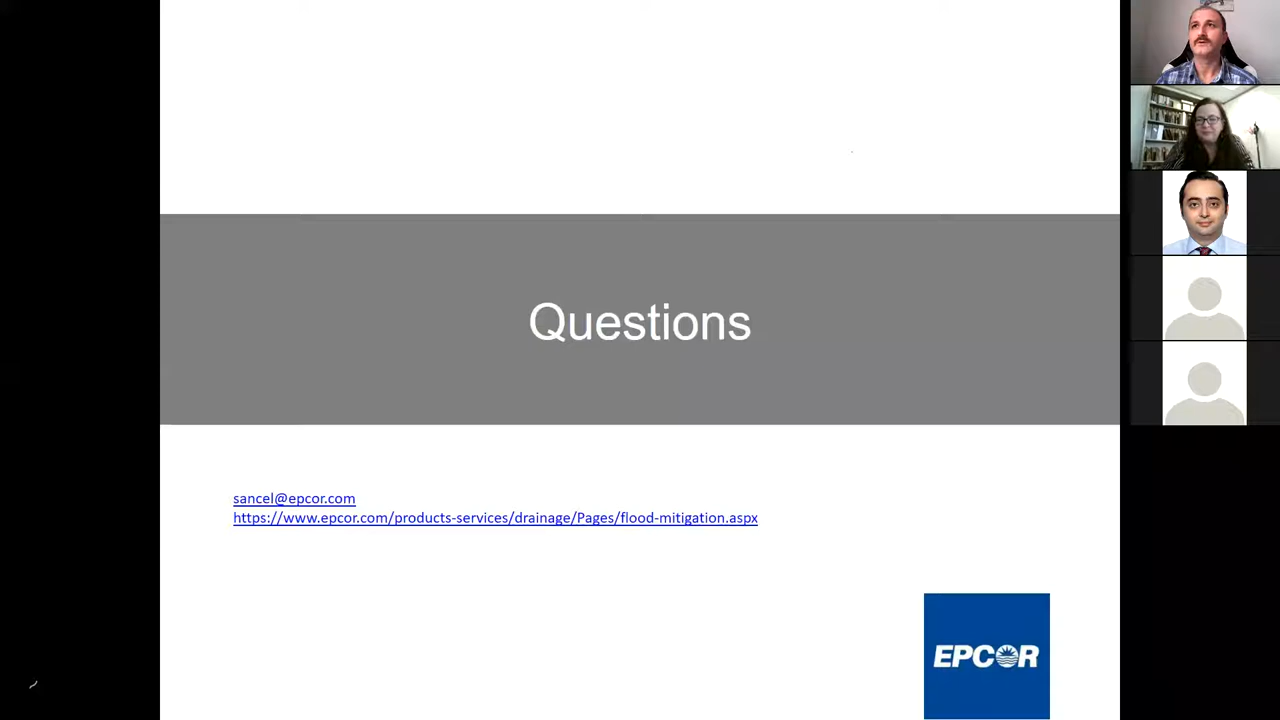 Questions
sancel@epcor.com
https://www.epcor.com/products-services/drainage/Pages/flood-mitigation.aspx
EPCOR